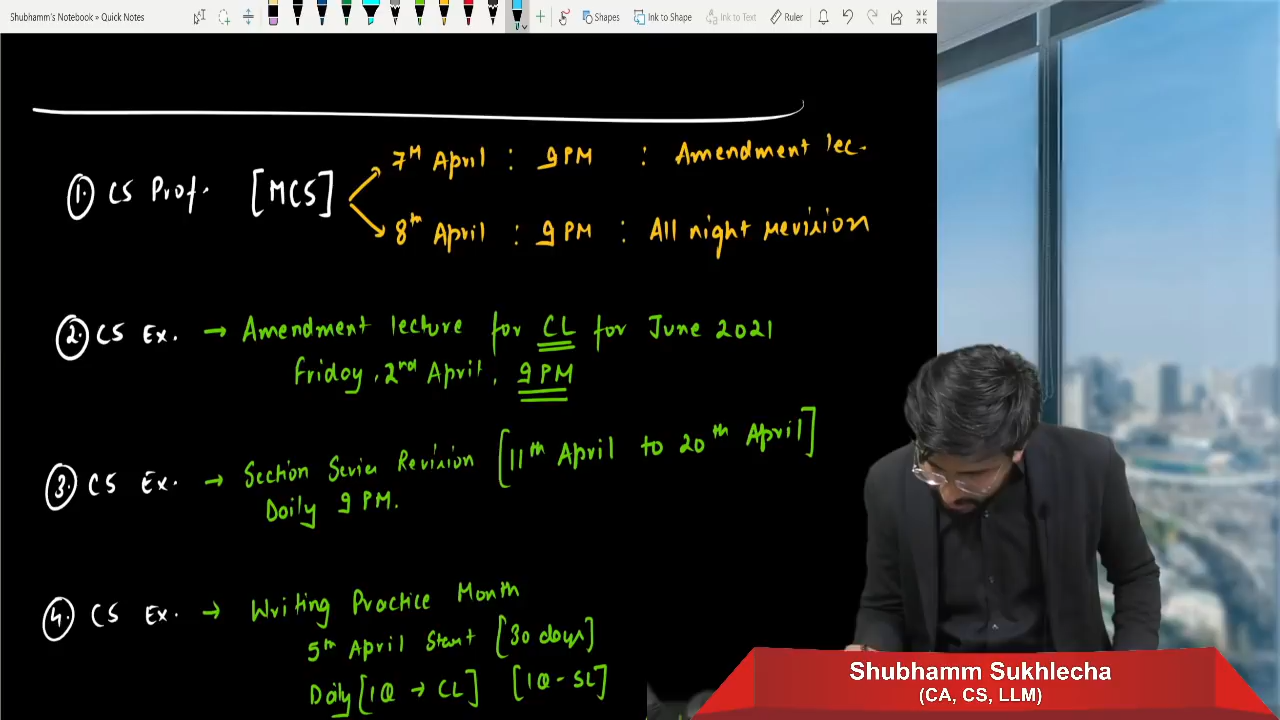 Shubhamm's Notebook » Quick Notes
Shapes
Ink to Shape
Ink to Text
Ruler
1. CS Prof. [MCS]
7th April : 9 PM : Amendment lec.
8th April : 9 PM : All night revision
2. CS Ex. → Amendment lecture for CL for June 2021
Friday, 2nd April, 9 PM
3. CS Ex. → Section Series Revision [11th April to 20th April]
Daily 9 PM.
4. CS Ex. → Writing Practice Month
5th April Start [30 days]
Daily [1Q → CL] [1Q - SL]
Shubhamm Sukhlecha
(CA, CS, LLM)